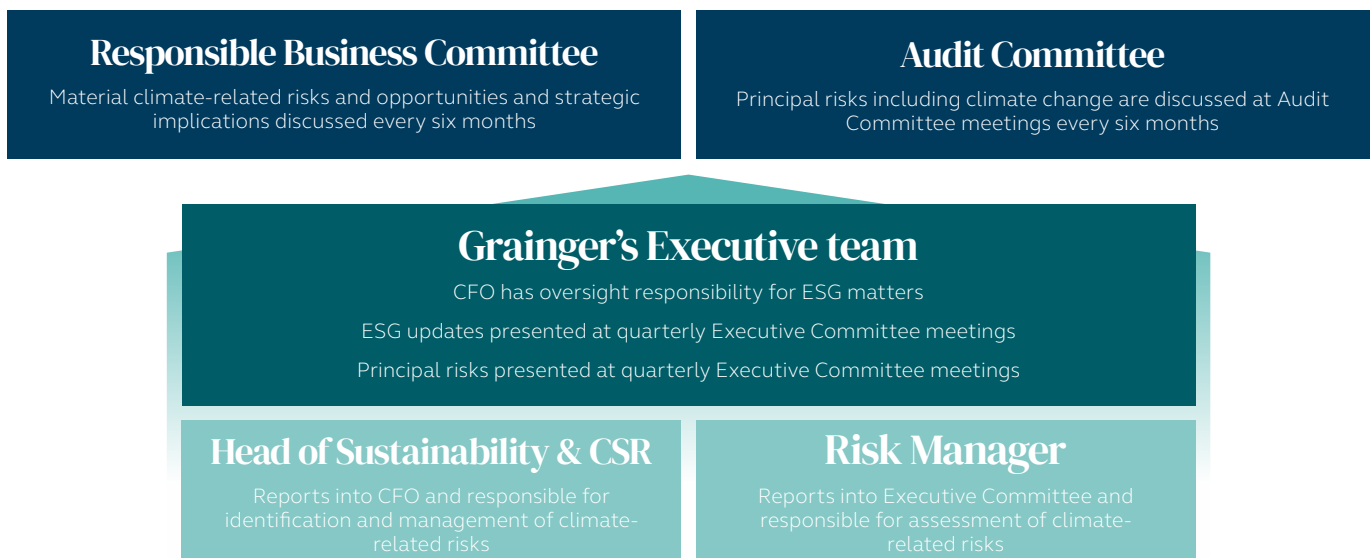 Responsible Business Committee
Material climate-related risks and opportunities and strategic
implications discussed every six months
Audit Committee
Principal risks including climate change are discussed at Audit
Committee meetings every six months
Grainger’s Executive team
CFO has oversight responsibility for ESG matters
ESG updates presented at quarterly Executive Committee meetings
Principal risks presented at quarterly Executive Committee meetings
Head of Sustainability & CSR
Reports into CFO and responsible for
identification and management of climate-
related risks
Risk Manager
Reports into Executive Committee and
responsible for assessment of climate-
related risks